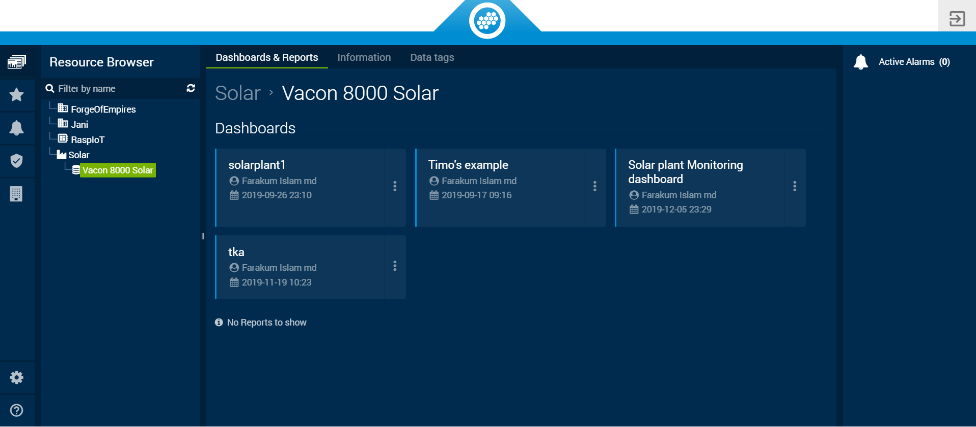 Resource Browser
Filter by name
ForgeOfEmpires
Jani
RaspIoT
Solar
Vacon 8000 Solar
Dashboards & Reports Information Data tags
Solar › Vacon 8000 Solar
Dashboards
solarplant1
Farakum Islam md
2019-09-26 23:10
Timo's example
Farakum Islam md
2019-09-17 09:16
Solar plant Monitoring
dashboard
Farakum Islam md
2019-12-05 23:29
tka
Farakum Islam md
2019-11-19 10:23
No Reports to show
Active Alarms (0)